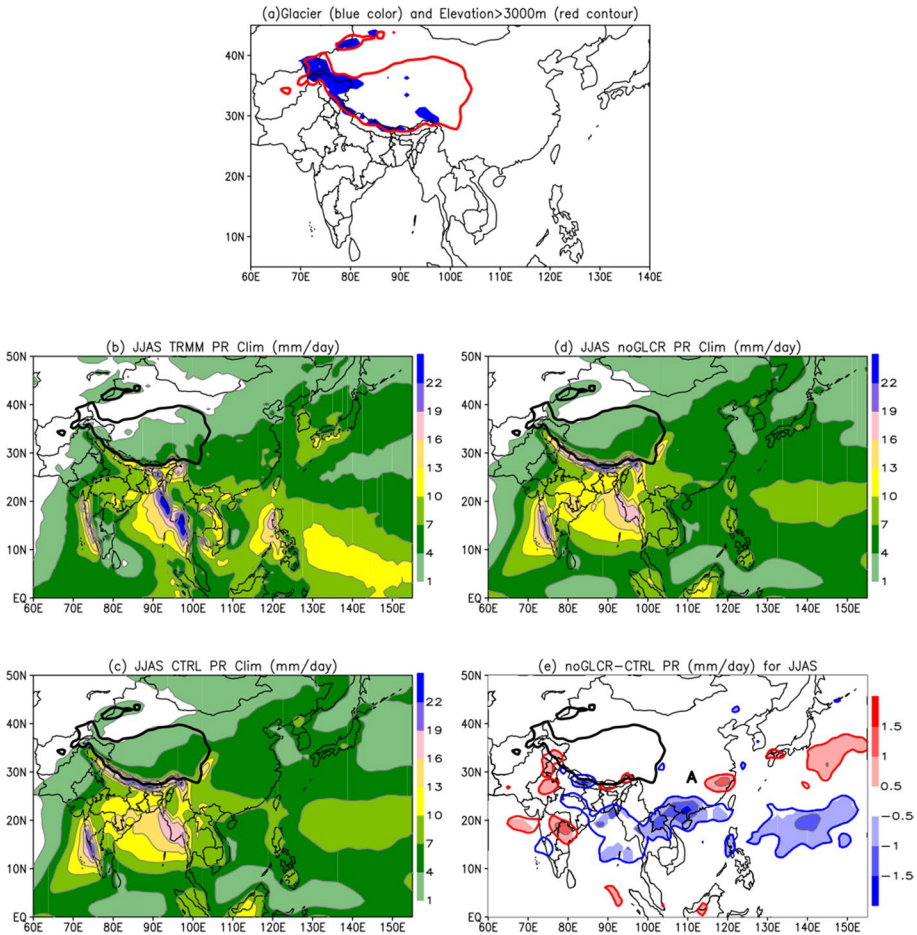 (a)Glacier (blue color) and Elevation>3000m (red contour)
40N
30N
20N
10N
60E 70E 80E 90E 100E 110E 120E 130E 140E
(b) JJAS TRMM PR Clim (mm/day)
50N
40N
30N
20N
10N
EQ
60E 70E 80E 90E 100E 110E 120E 130E 140E 150E
22
19
16
13
10
7
4
1
(d) JJAS noGLCR PR Clim (mm/day)
50N
40N
30N
20N
10N
EQ
60E 70E 80E 90E 100E 110E 120E 130E 140E 150E
22
19
16
13
10
7
4
1
(c) JJAS CTRL PR Clim (mm/day)
50N
40N
30N
20N
10N
EQ
60E 70E 80E 90E 100E 110E 120E 130E 140E 150E
22
19
16
13
10
7
4
1
(e) noGLCR-CTRL PR (mm/day) for JJAS
50N
40N
30N
20N
10N
EQ
A
60E 70E 80E 90E 100E 110E 120E 130E 140E 150E
1.5
1
0.5
-0.5
-1
-1.5